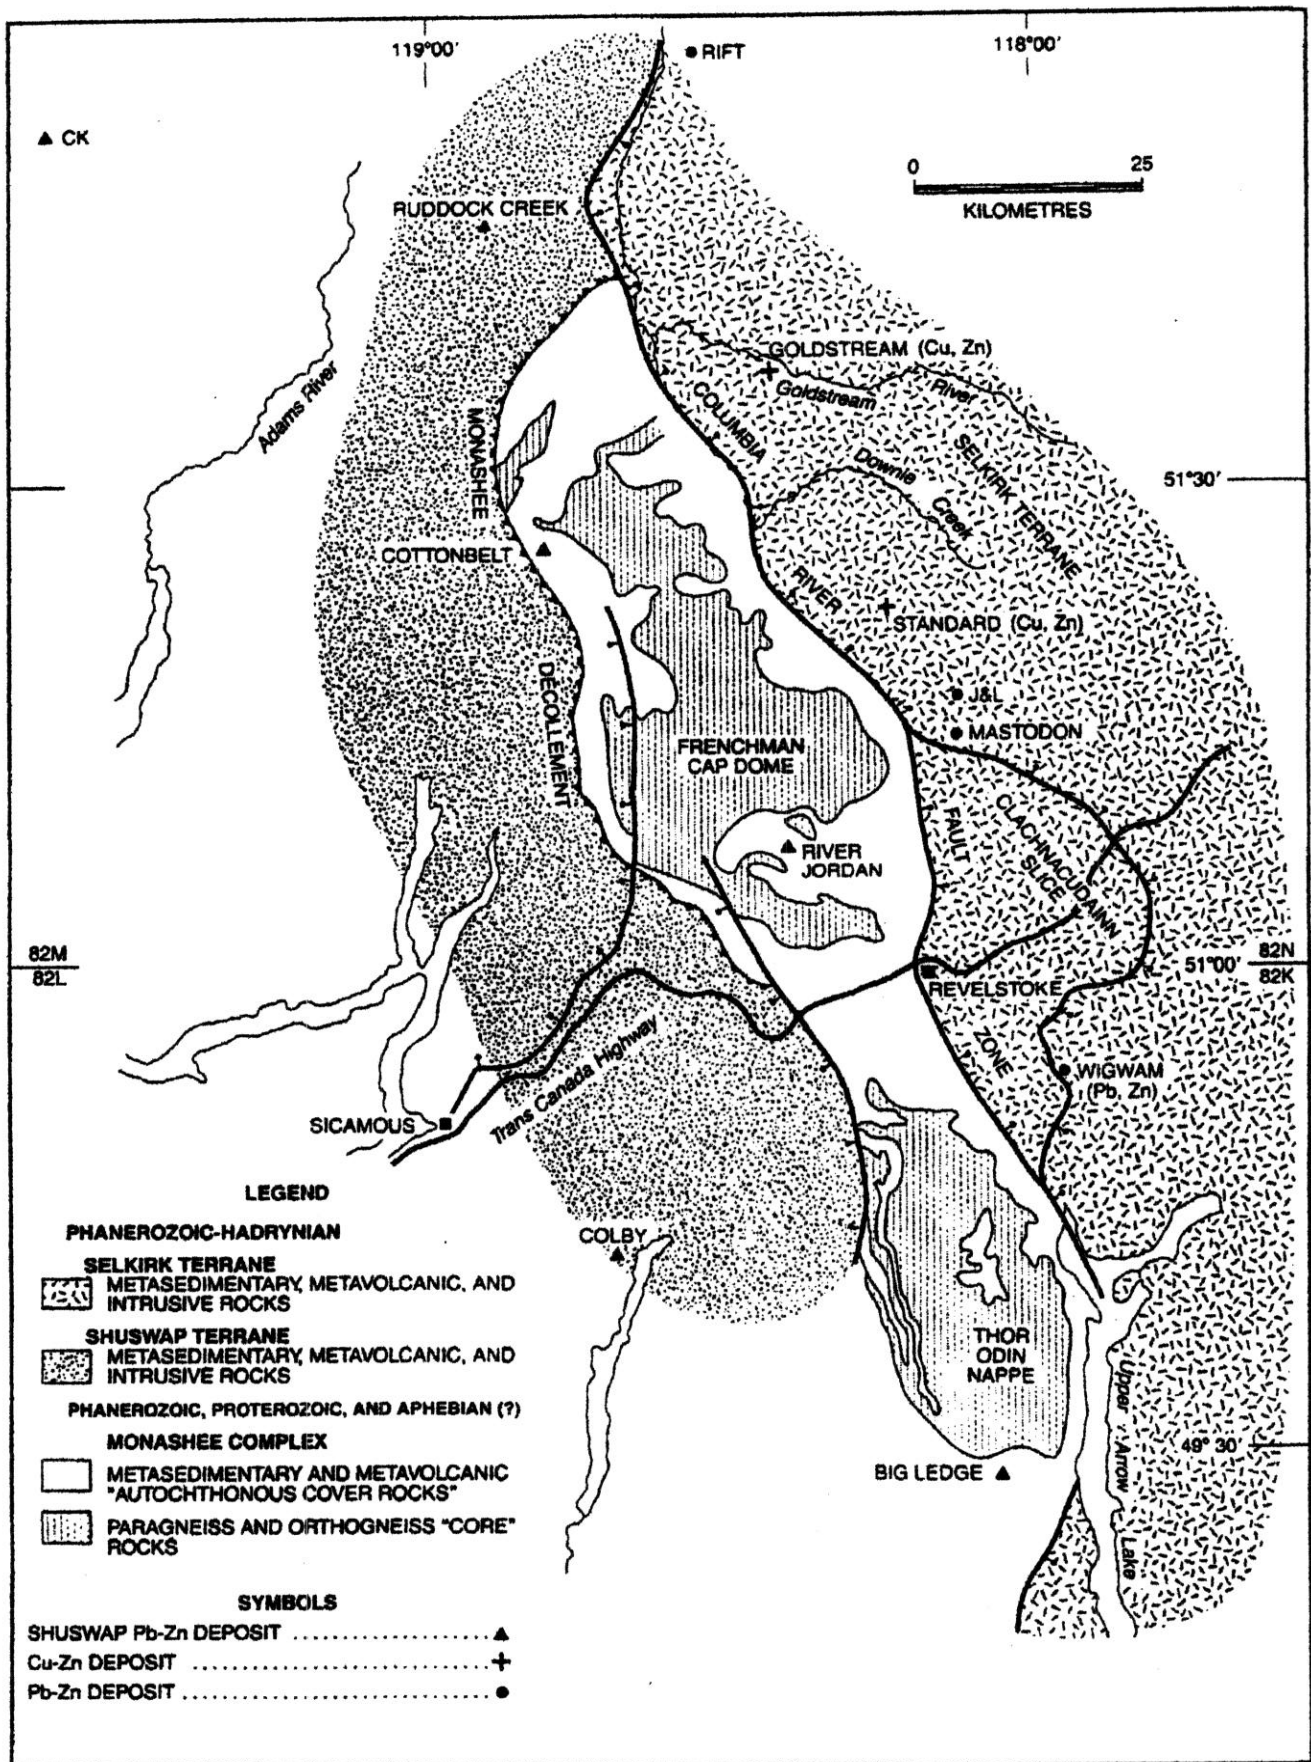 119°00'
118°00'
RIFT
CK
0 25
KILOMETRES
RUDDOCK CREEK
GOLDSTREAM (Cu, Zn)
Goldstream River
Adams River
COLUMBIA
MONASHEE
SELKIRK TERRANE
Downie Creek
51°30'
COTTONBELT
RIVER
STANDARD (Cu, Zn)
J&L
MASTODON
DÉCOLLEMENT
FRENCHMAN
CAP DOME
FAULT
CLACHNACUDAINN
SLICE
RIVER
JORDAN
82M
82L
51°00'
82N
82K
REVELSTOKE
ZONE
WIGWAM
(Pb, Zn)
Trans Canada Highway
SICAMOUS
COLBY
THOR
ODIN
NAPPE
Upper Arrow Lake
49° 30'
BIG LEDGE
LEGEND
PHANEROZOIC-HADRYNIAN
SELKIRK TERRANE
METASEDIMENTARY, METAVOLCANIC, AND
INTRUSIVE ROCKS
SHUSWAP TERRANE
METASEDIMENTARY, METAVOLCANIC, AND
INTRUSIVE ROCKS
PHANEROZOIC, PROTEROZOIC, AND APHEBIAN (?)
MONASHEE COMPLEX
METASEDIMENTARY AND METAVOLCANIC
"AUTOCHTHONOUS COVER ROCKS"
PARAGNEISS AND ORTHOGNEISS "CORE"
ROCKS
SYMBOLS
SHUSWAP Pb-Zn DEPOSIT
Cu-Zn DEPOSIT
Pb-Zn DEPOSIT